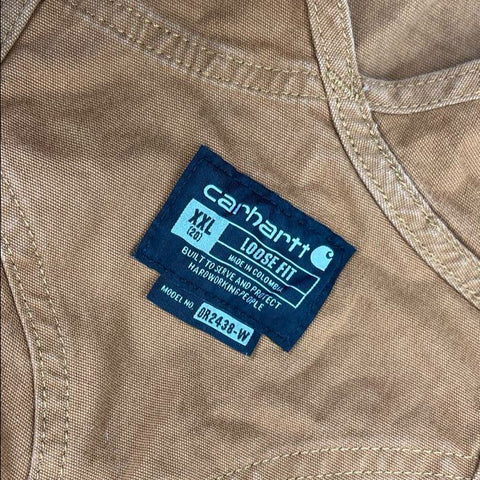 carhartt
XXL
(20)
LOOSE FIT
MADE IN COLOMBIA
BUILT TO SERVE AND PROTECT
HARDWORKING PEOPLE
MODEL NO. OR2438-W